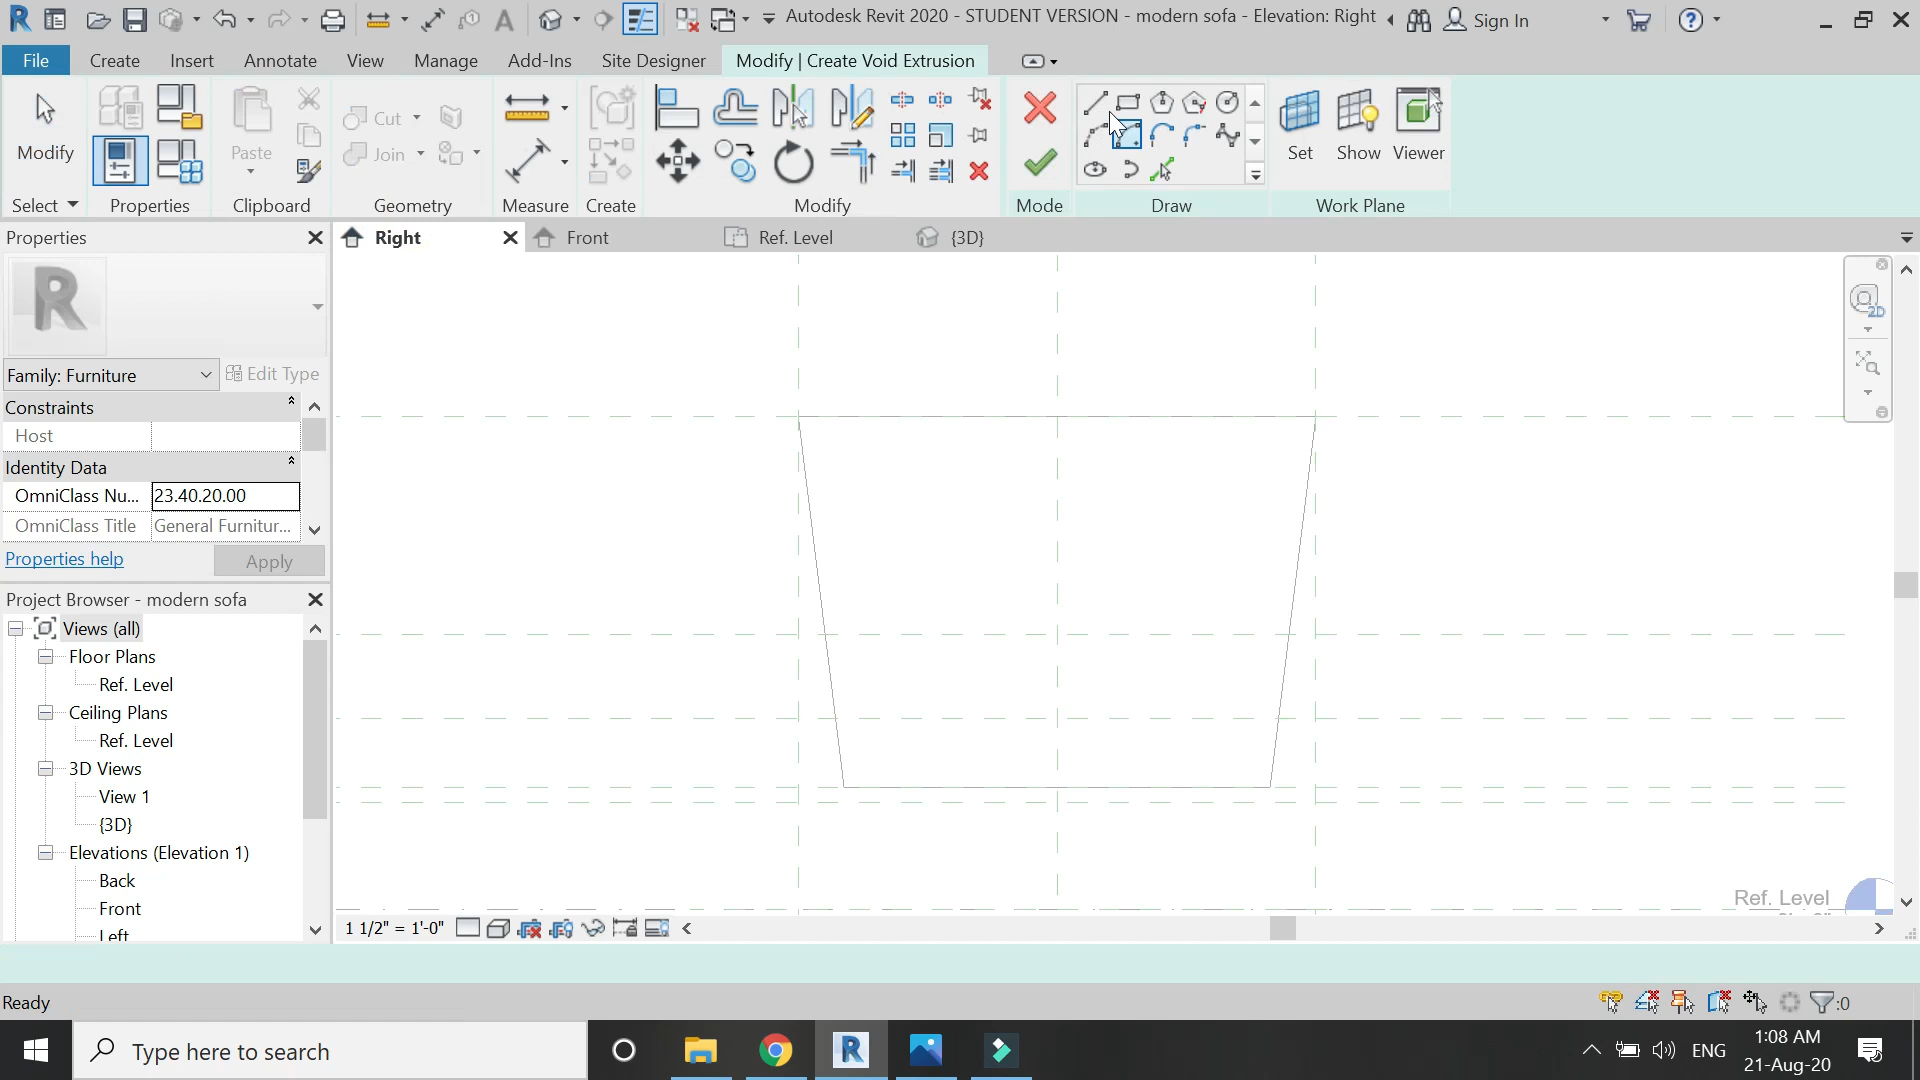 Autodesk Revit 2020 - STUDENT VERSION - modern sofa - Elevation: Right
Sign In
File Create Insert Annotate View Manage Add-Ins Site Designer Modify | Create Void Extrusion
Modify
Paste
Cut
Join
Set Show Viewer
Select Properties Clipboard Geometry Measure Create Modify Mode Draw Work Plane
Properties
Right Front Ref. Level {3D}
2D
Family: Furniture
Edit Type
Constraints
Host
Identity Data
OmniClass Nu... 23.40.20.00
OmniClass Title General Furnitur...
Properties help Apply
Project Browser - modern sofa
Views (all)
Floor Plans
Ref. Level
Ceiling Plans
Ref. Level
3D Views
View 1
{3D}
Elevations (Elevation 1)
Back
Front
Left
Ref. Level
1 1/2" = 1'-0"
Ready
:0
Type here to search
ENG
1:08 AM
21-Aug-20